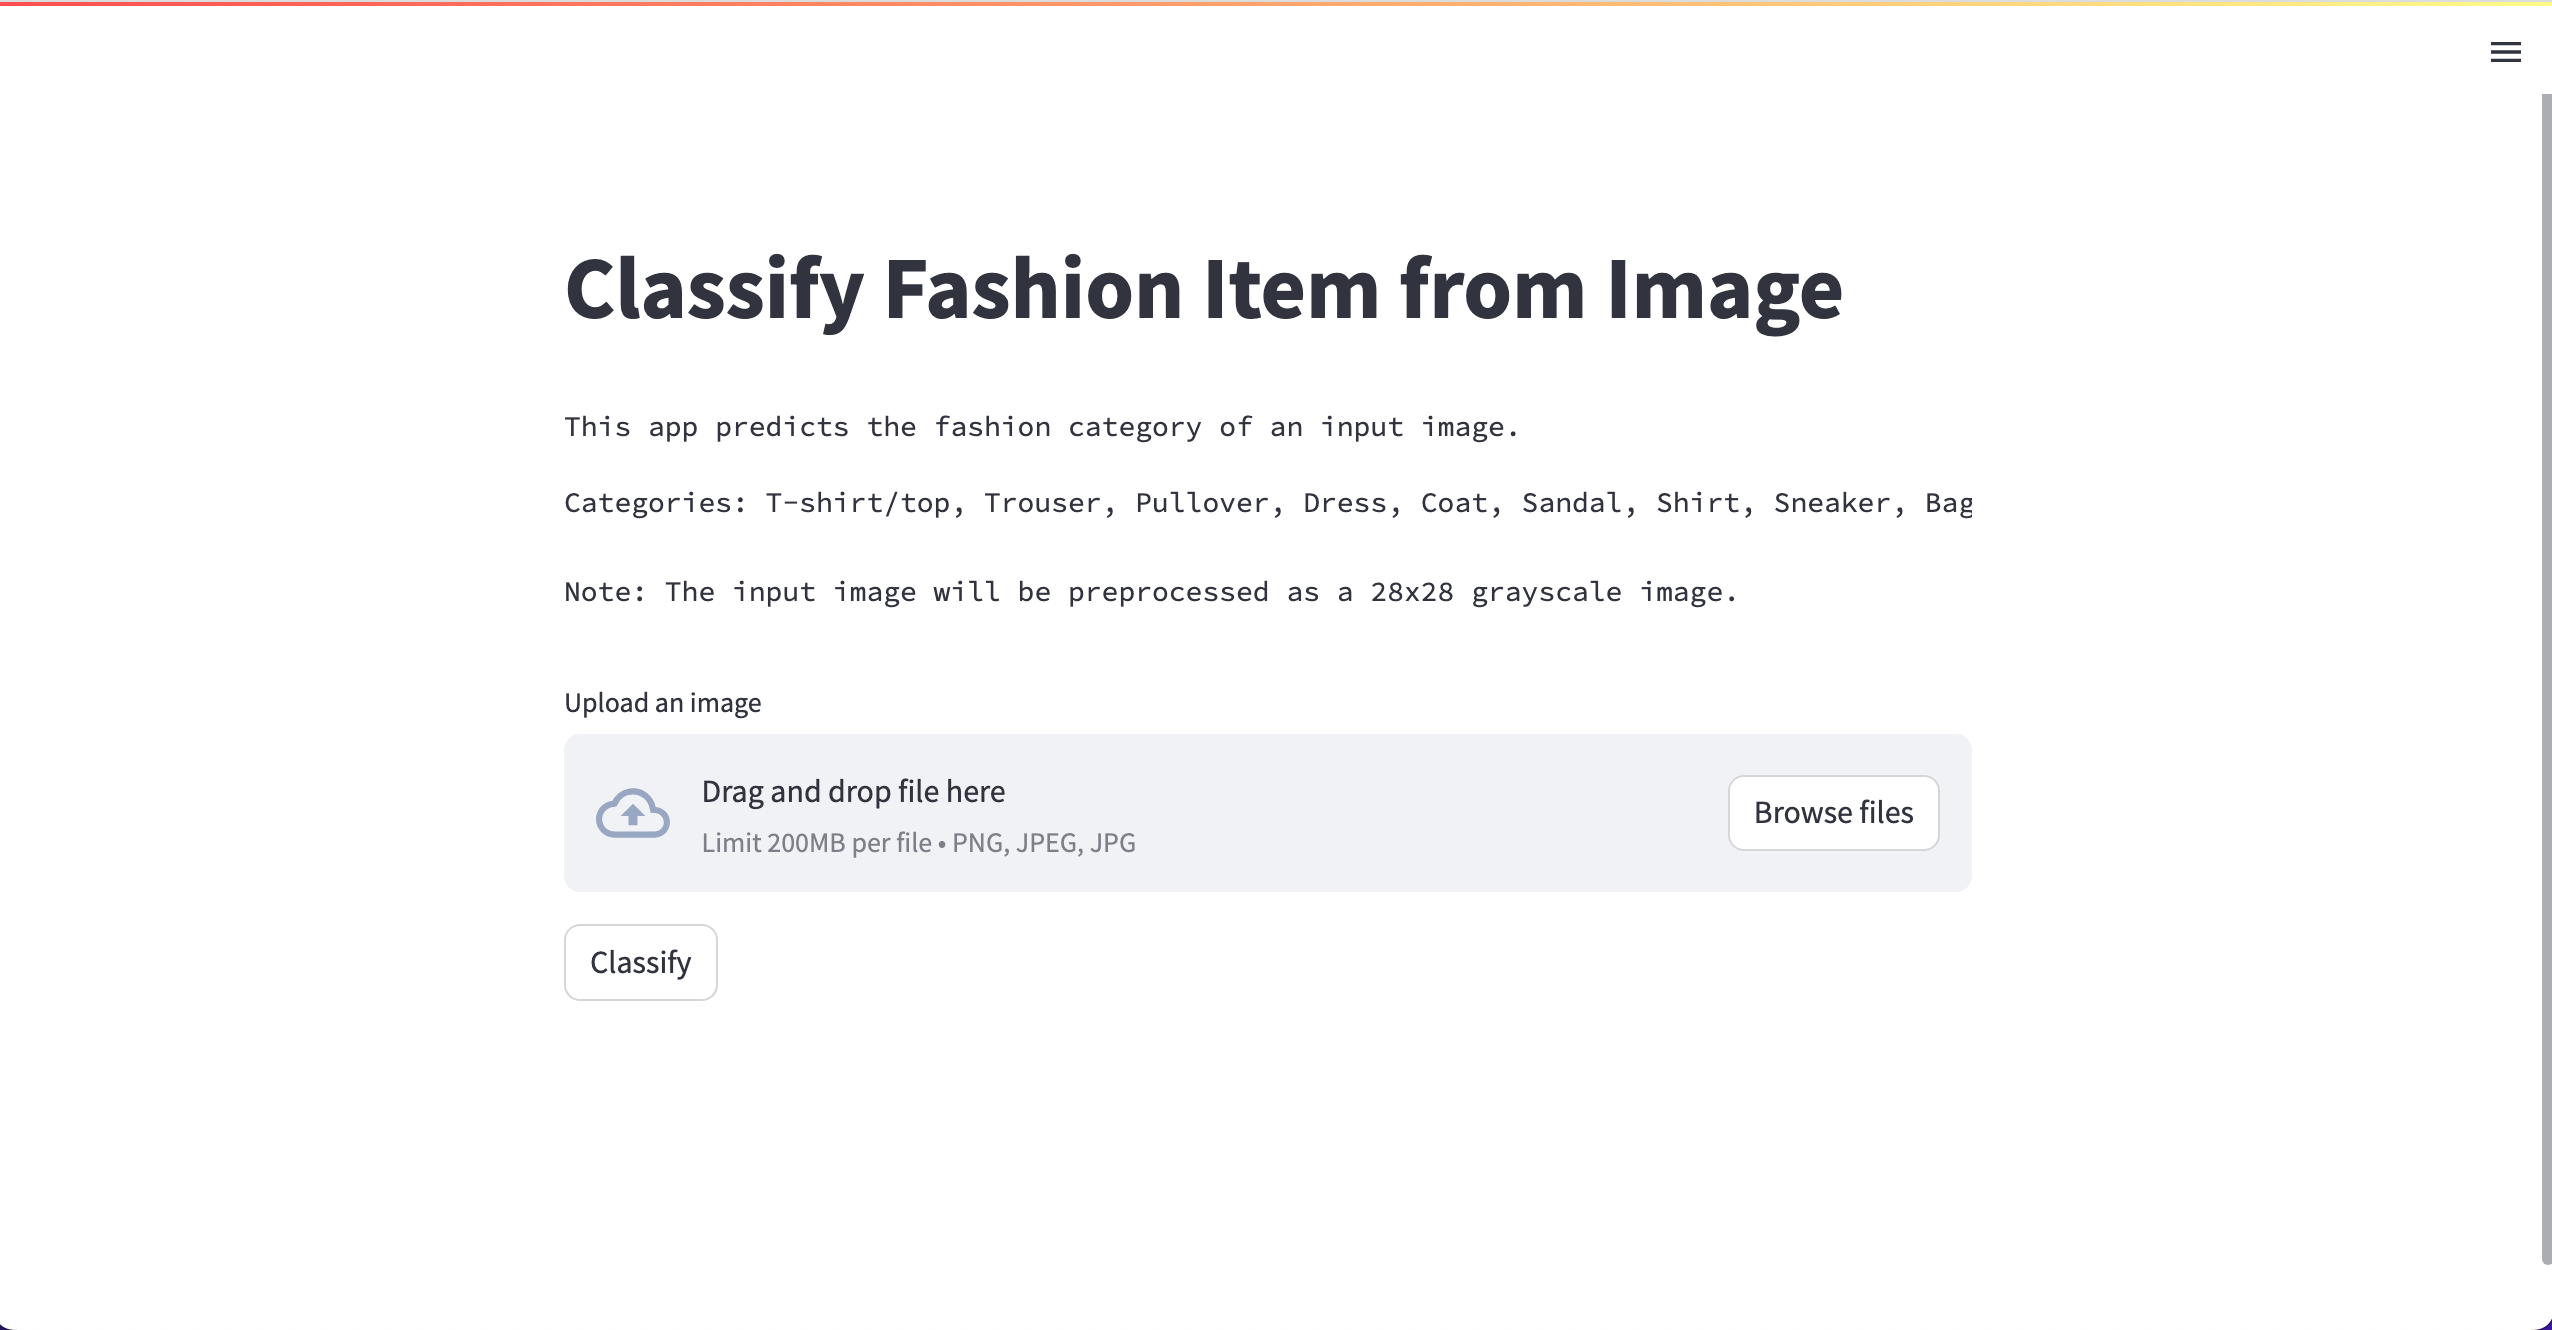 Classify Fashion Item from Image
This app predicts the fashion category of an input image.
Categories: T-shirt/top, Trouser, Pullover, Dress, Coat, Sandal, Shirt, Sneaker, Bag
Note: The input image will be preprocessed as a 28x28 grayscale image.
Upload an image
Drag and drop file here
Limit 200MB per file • PNG, JPEG, JPG
Browse files
Classify